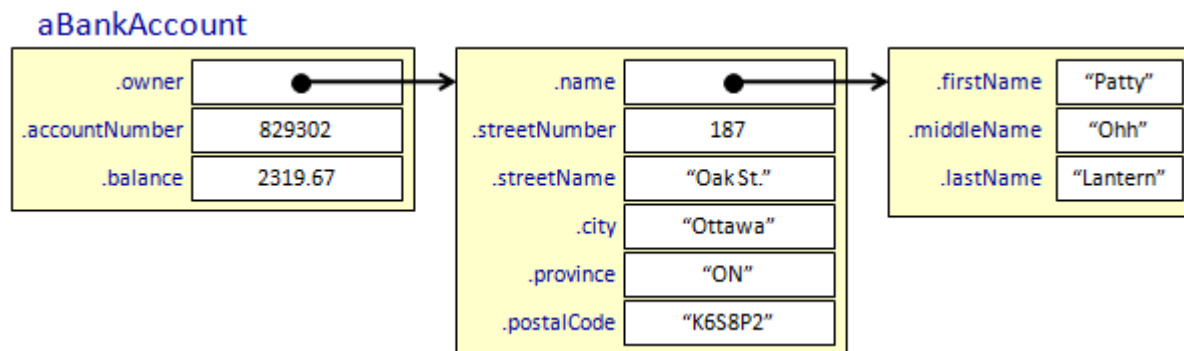 aBankAccount
.owner
.accountNumber 829302
.balance 2319.67
.name
.streetNumber 187
.streetName “Oak St.”
.city “Ottawa”
.province “ON”
.postalCode “K6S8P2”
.firstName “Patty”
.middleName “Ohh”
.lastName “Lantern”